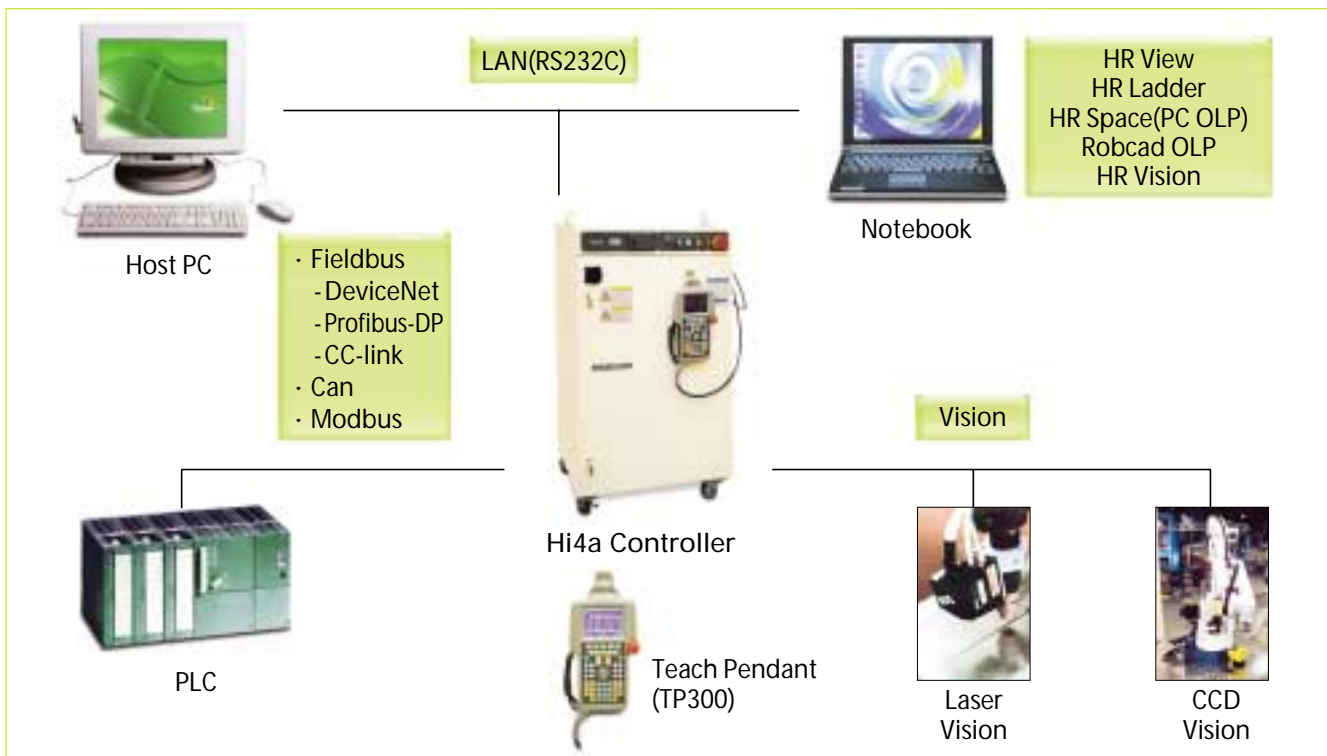 LAN(RS232C)
HR View
HR Ladder
HR Space(PC OLP)
Robcad OLP
HR Vision
Host PC
Notebook
· Fieldbus
-DeviceNet
-Profibus-DP
-CC-link
· Can
· Modbus
Vision
Hi4a Controller
PLC
Teach Pendant
(TP300)
Laser
Vision
CCD
Vision